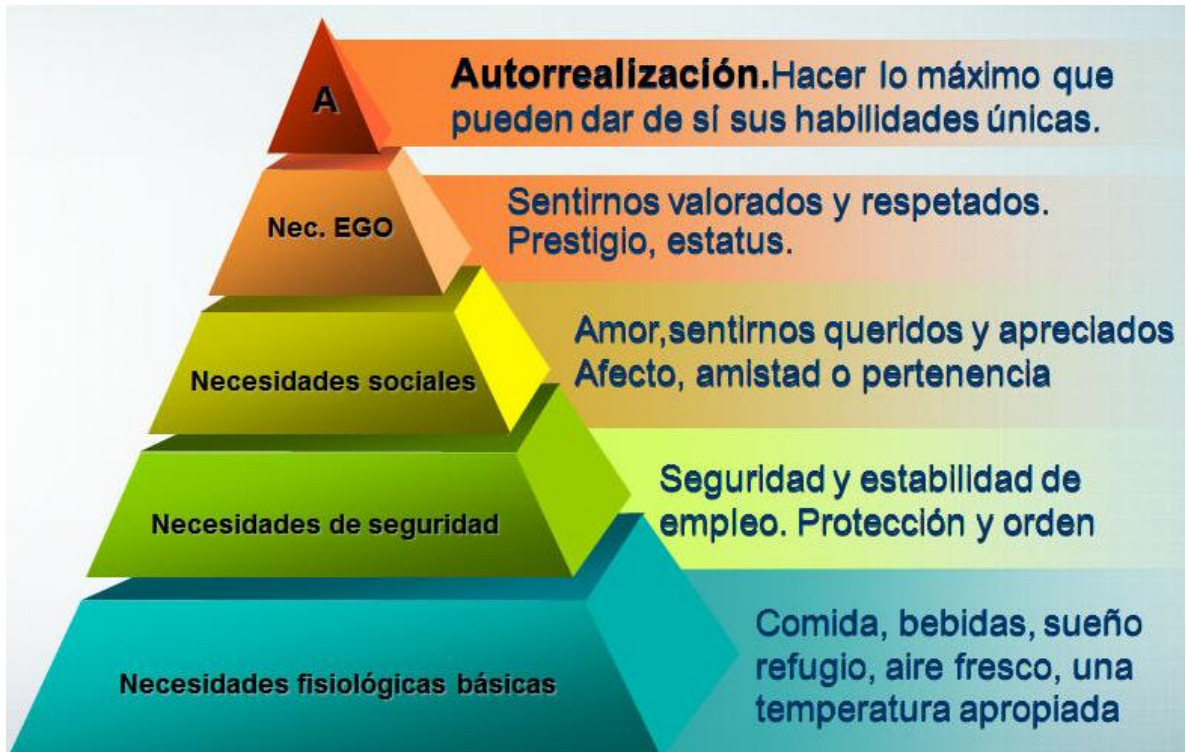 A
Autorrealización.Hacer lo máximo que
pueden dar de sí sus habilidades únicas.
Nec. EGO
Sentirnos valorados y respetados.
Prestigio, estatus.
Necesidades sociales
Amor,sentirnos queridos y apreciados
Afecto, amistad o pertenencia
Necesidades de seguridad
Seguridad y estabilidad de
empleo. Protección y orden
Necesidades fisiológicas básicas
Comida, bebidas, sueño
refugio, aire fresco, una
temperatura apropiada